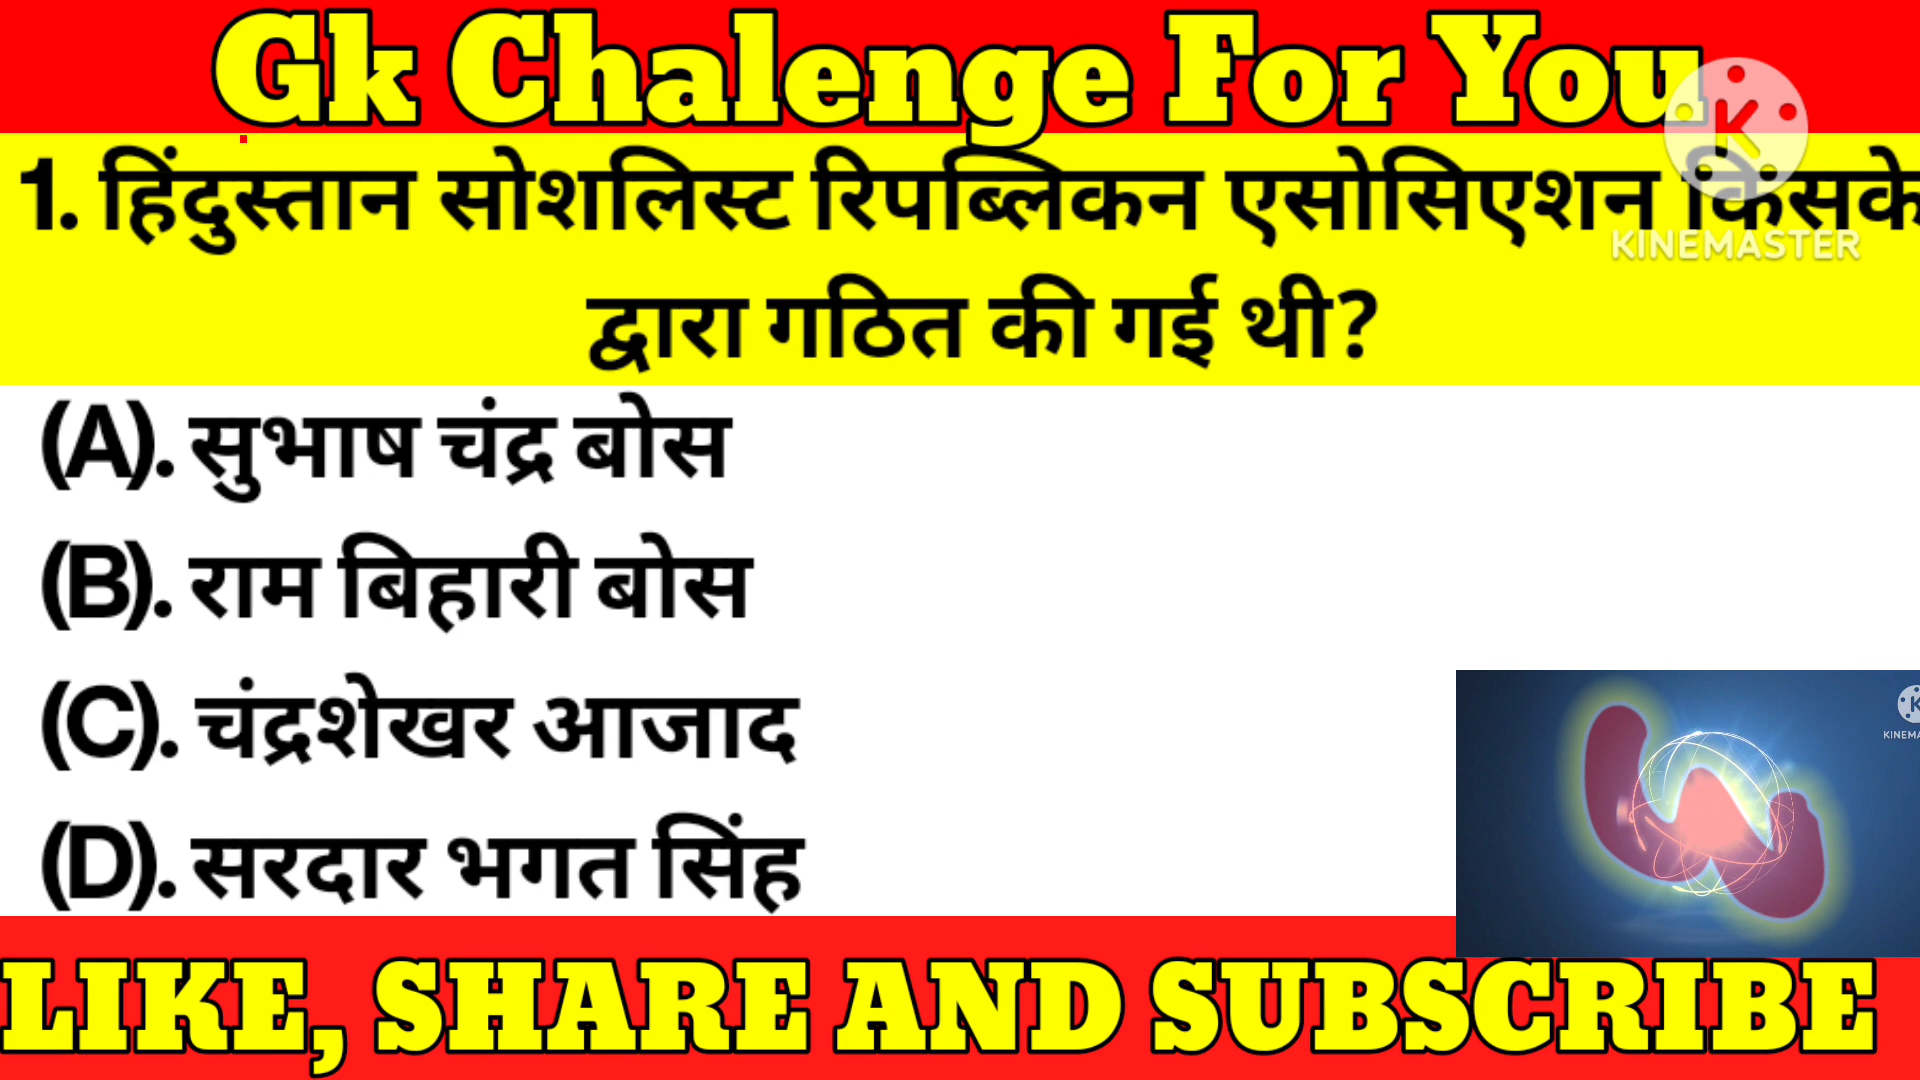 Gk Chalenge For You
1. हिंदुस्तान सोशलिस्ट रिपब्लिकन एसोसिएशन किसके
KINEMASTER
द्वारा गठित की गई थी?
(A). सुभाष चंद्र बोस
(B). राम बिहारी बोस
(C). चंद्रशेखर आजाद
(D). सरदार भगत सिंह
LIKE, SHARE AND SUBSCRIBE